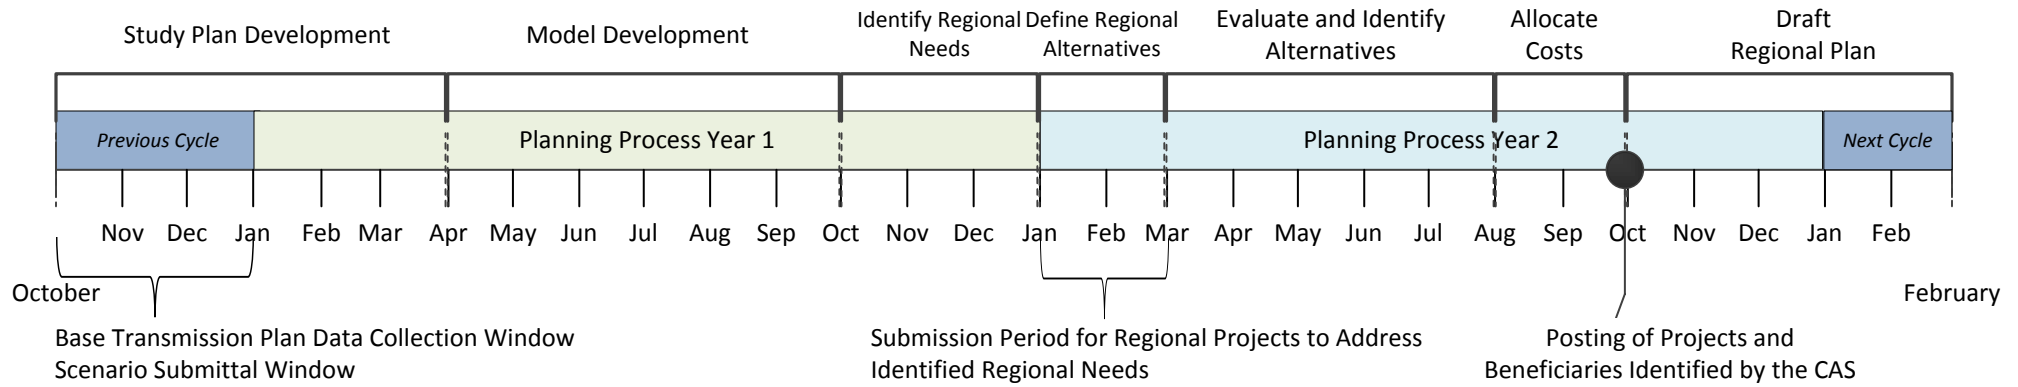 Study Plan Development
Model Development
Identify Regional
Needs
Define Regional
Alternatives
Evaluate and Identify
Alternatives
Allocate
Costs
Draft
Regional Plan
Previous Cycle
Planning Process Year 1
Planning Process Year 2
Next Cycle
Nov Dec Jan Feb Mar Apr May Jun Jul Aug Sep Oct Nov Dec Jan Feb Mar Apr May Jun Jul Aug Sep Oct Nov Dec Jan Feb
October
February
Base Transmission Plan Data Collection Window
Scenario Submittal Window
Submission Period for Regional Projects to Address
Identified Regional Needs
Posting of Projects and
Beneficiaries Identified by the CAS